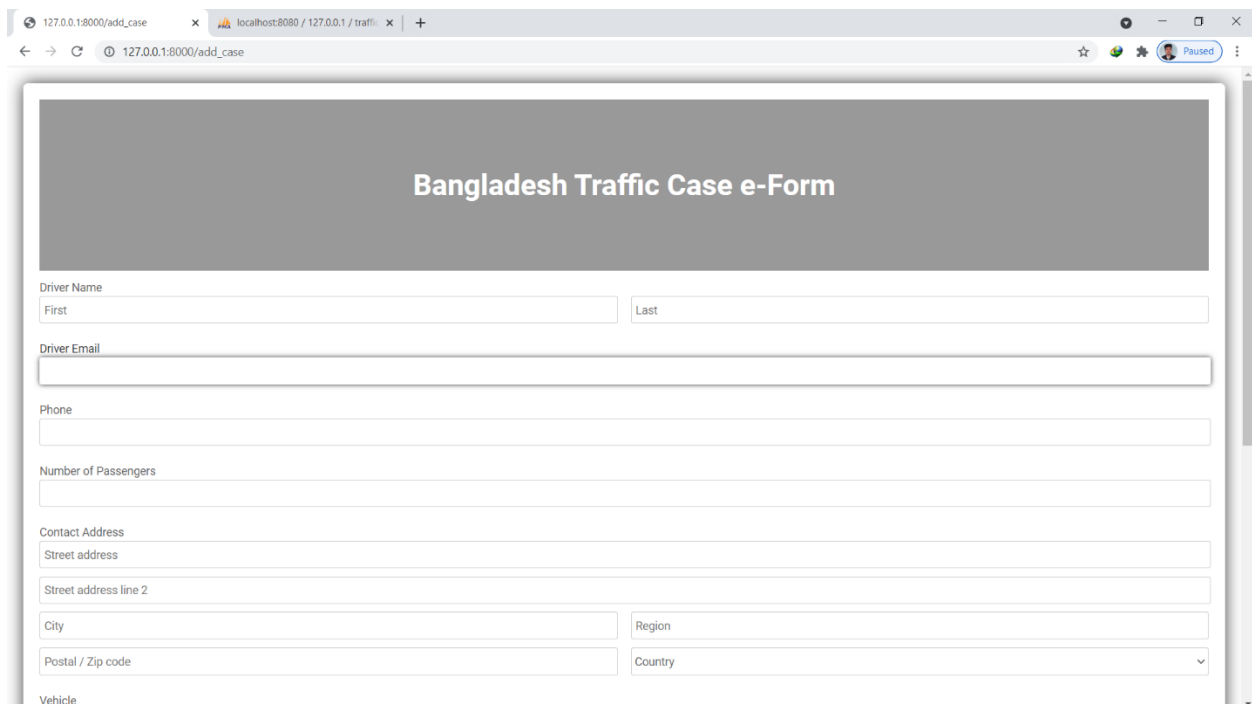 127.0.0.1:8000/add_case
localhost:8080 / 127.0.0.1 / traffic
127.0.0.1:8000/add_case
Paused
Bangladesh Traffic Case e-Form
Driver Name
First Last
Driver Email
Phone
Number of Passengers
Contact Address
Street address
Street address line 2
City Region
Postal / Zip code Country
Vehicle